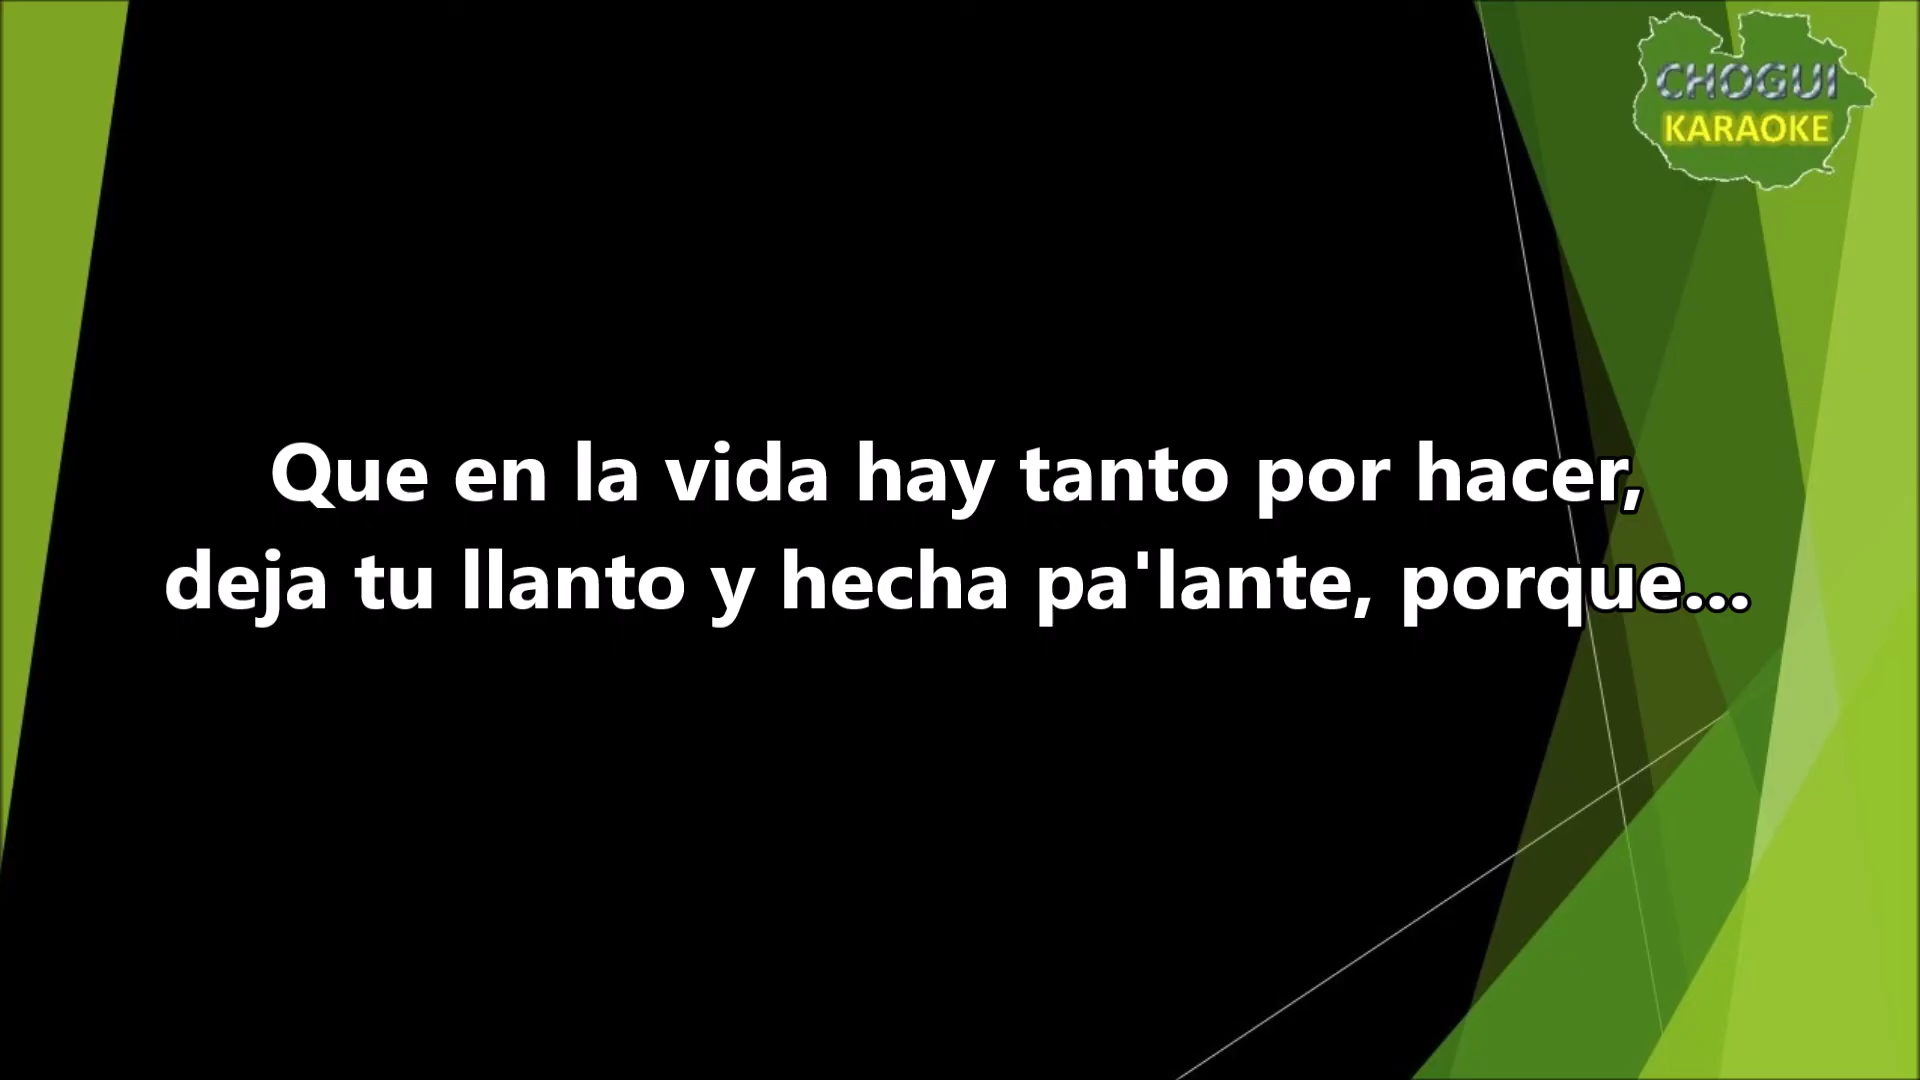 CHOGUI
KARAOKE
Que en la vida hay tanto por hacer,
deja tu llanto y hecha pa'lante, porque...